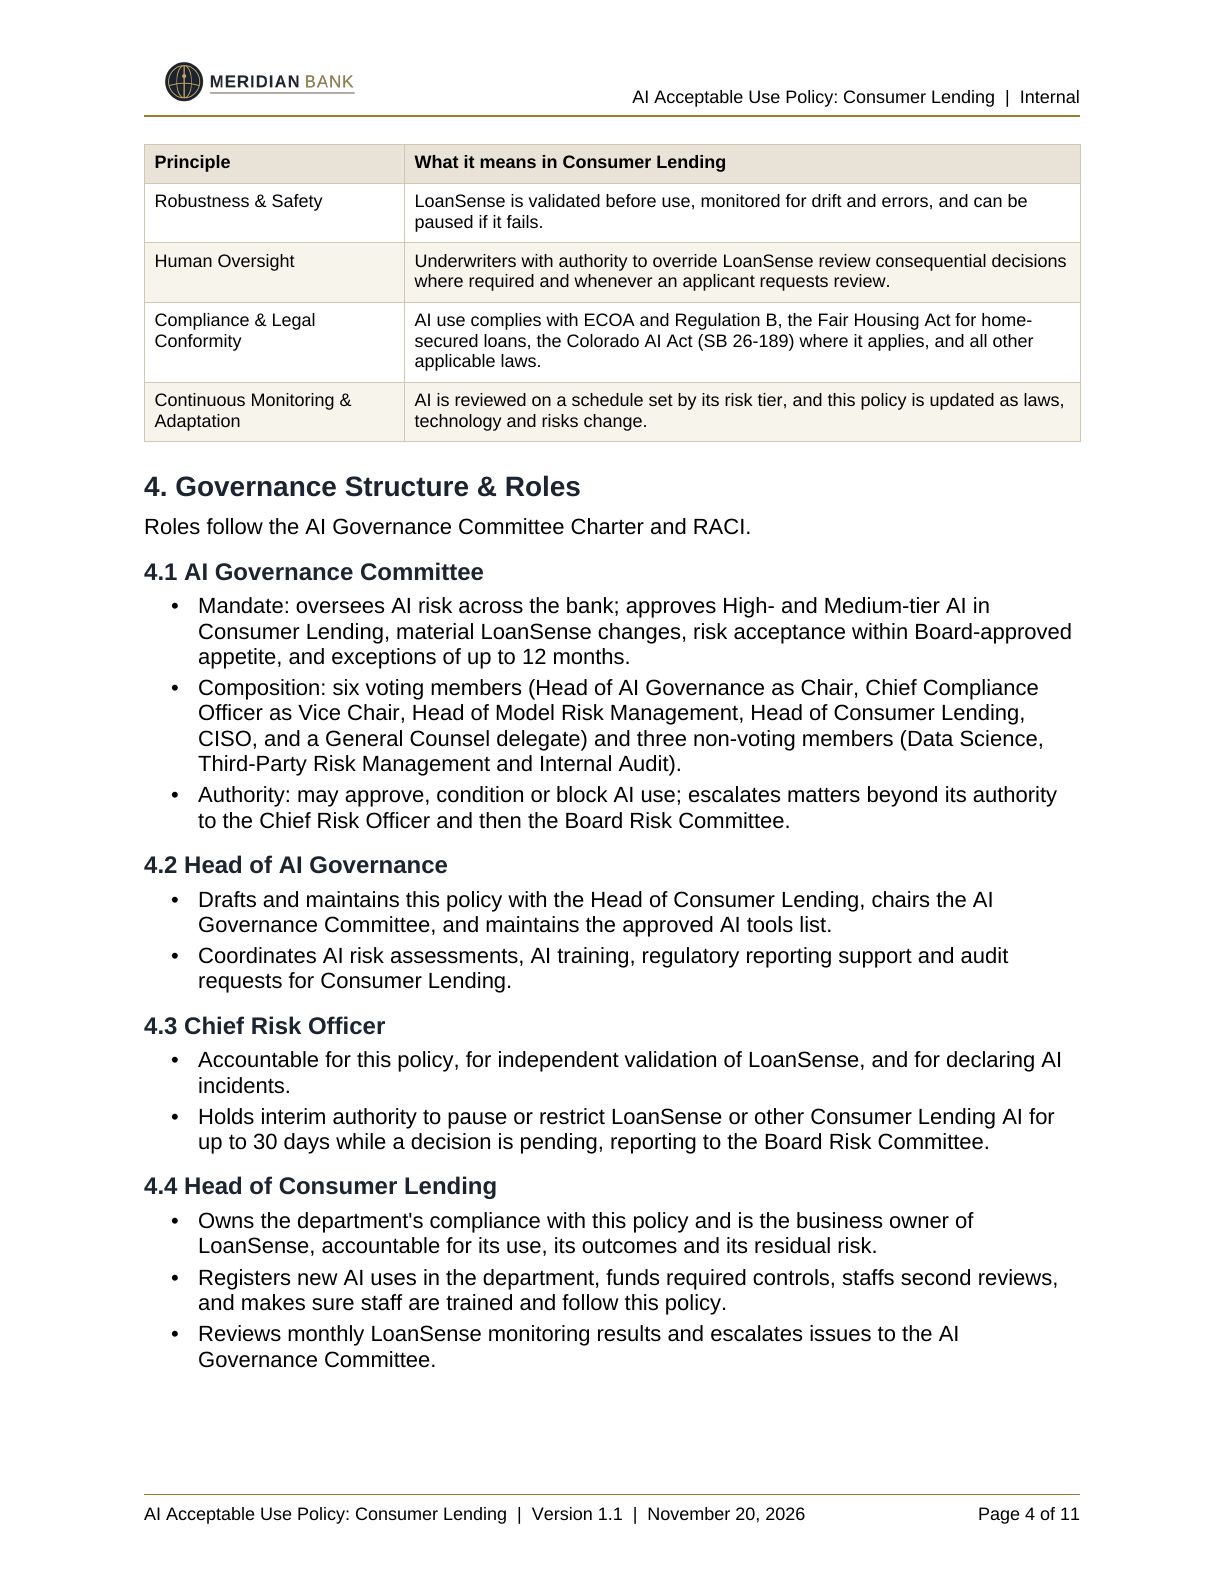 MERIDIAN BANK
AI Acceptable Use Policy: Consumer Lending | Internal
Principle What it means in Consumer Lending
Robustness & Safety LoanSense is validated before use, monitored for drift and errors, and can be
paused if it fails.
Human Oversight Underwriters with authority to override LoanSense review consequential decisions
where required and whenever an applicant requests review.
Compliance & Legal AI use complies with ECOA and Regulation B, the Fair Housing Act for home-
Conformity secured loans, the Colorado AI Act (SB 26-189) where it applies, and all other
applicable laws.
Continuous Monitoring & AI is reviewed on a schedule set by its risk tier, and this policy is updated as laws,
Adaptation technology and risks change.
4. Governance Structure & Roles
Roles follow the AI Governance Committee Charter and RACI.
4.1 AI Governance Committee
• Mandate: oversees AI risk across the bank; approves High- and Medium-tier AI in
Consumer Lending, material LoanSense changes, risk acceptance within Board-approved
appetite, and exceptions of up to 12 months.
• Composition: six voting members (Head of AI Governance as Chair, Chief Compliance
Officer as Vice Chair, Head of Model Risk Management, Head of Consumer Lending,
CISO, and a General Counsel delegate) and three non-voting members (Data Science,
Third-Party Risk Management and Internal Audit).
• Authority: may approve, condition or block AI use; escalates matters beyond its authority
to the Chief Risk Officer and then the Board Risk Committee.
4.2 Head of AI Governance
• Drafts and maintains this policy with the Head of Consumer Lending, chairs the AI
Governance Committee, and maintains the approved AI tools list.
• Coordinates AI risk assessments, AI training, regulatory reporting support and audit
requests for Consumer Lending.
4.3 Chief Risk Officer
• Accountable for this policy, for independent validation of LoanSense, and for declaring AI
incidents.
• Holds interim authority to pause or restrict LoanSense or other Consumer Lending AI for
up to 30 days while a decision is pending, reporting to the Board Risk Committee.
4.4 Head of Consumer Lending
• Owns the department's compliance with this policy and is the business owner of
LoanSense, accountable for its use, its outcomes and its residual risk.
• Registers new AI uses in the department, funds required controls, staffs second reviews,
and makes sure staff are trained and follow this policy.
• Reviews monthly LoanSense monitoring results and escalates issues to the AI
Governance Committee.
AI Acceptable Use Policy: Consumer Lending | Version 1.1 | November 20, 2026 Page 4 of 11